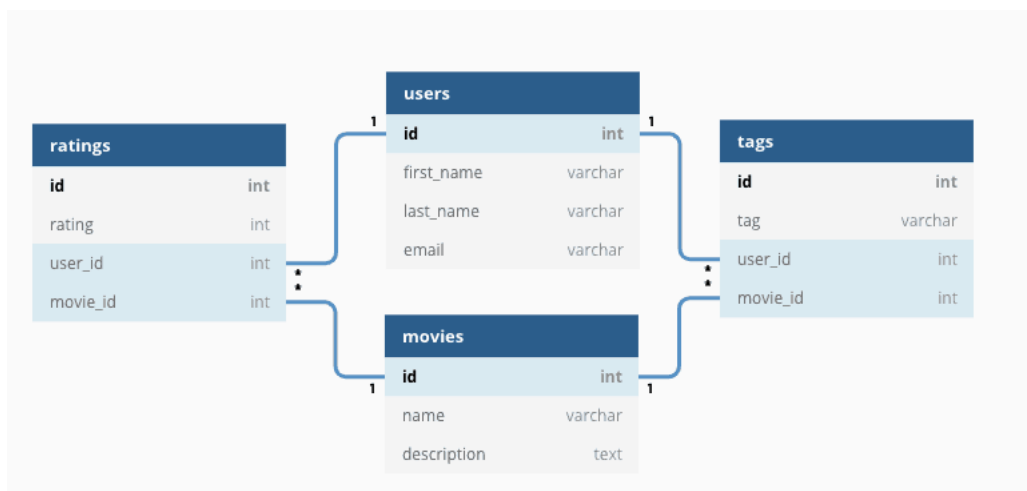 ratings
id int
rating int
user_id int
movie_id int
*
*
1
users
1
id int
first_name varchar
last_name varchar
email varchar
movies
id int
1
1
name varchar
description text
tags
id int
tag varchar
user_id int
movie_id int
*
*